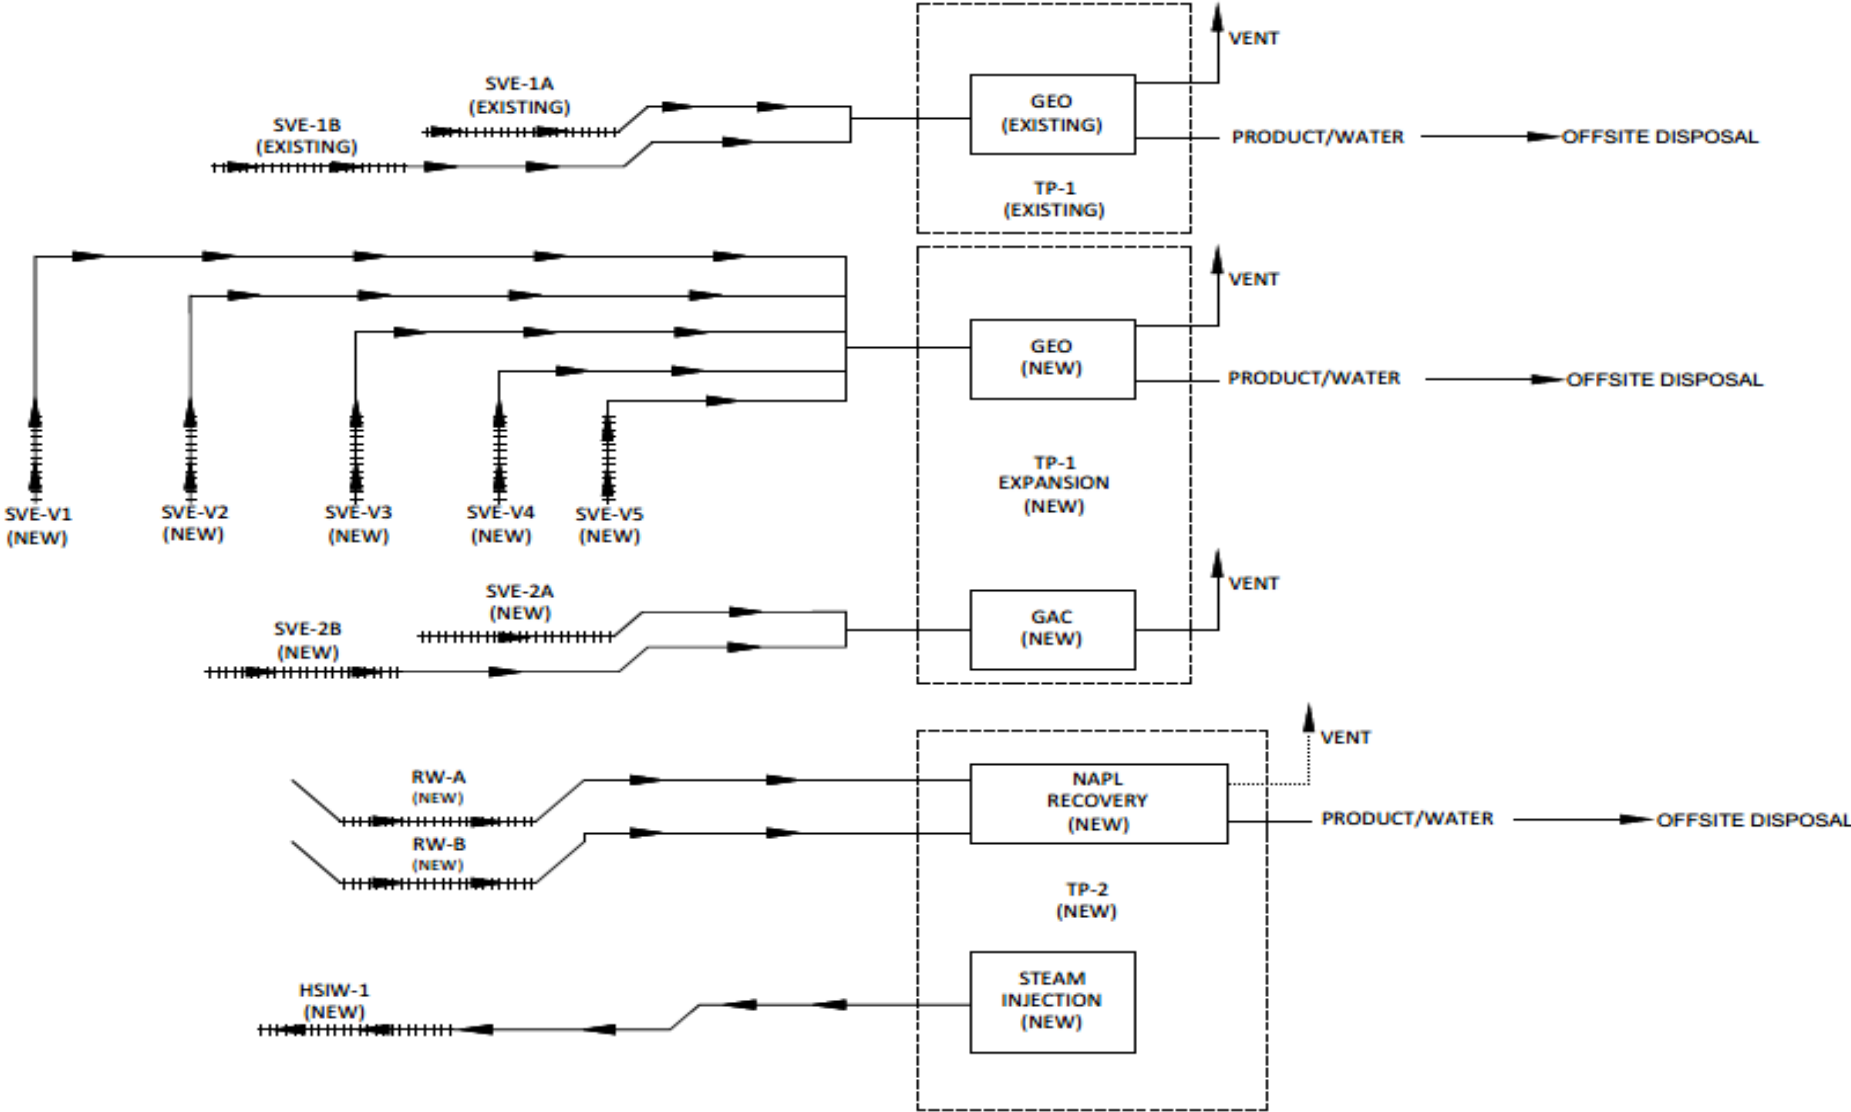 VENT
SVE-1A
(EXISTING)
SVE-1B
(EXISTING)
GEO
(EXISTING)
PRODUCT/WATER
OFFSITE DISPOSAL
TP-1
(EXISTING)
VENT
GEO
(NEW)
PRODUCT/WATER
OFFSITE DISPOSAL
TP-1
EXPANSION
(NEW)
SVE-V1
(NEW)
SVE-V2
(NEW)
SVE-V3
(NEW)
SVE-V4
(NEW)
SVE-V5
(NEW)
VENT
SVE-2A
(NEW)
SVE-2B
(NEW)
GAC
(NEW)
VENT
RW-A
(NEW)
RW-B
(NEW)
NAPL
RECOVERY
(NEW)
PRODUCT/WATER
OFFSITE DISPOSAL
TP-2
(NEW)
HSIW-1
(NEW)
STEAM
INJECTION
(NEW)